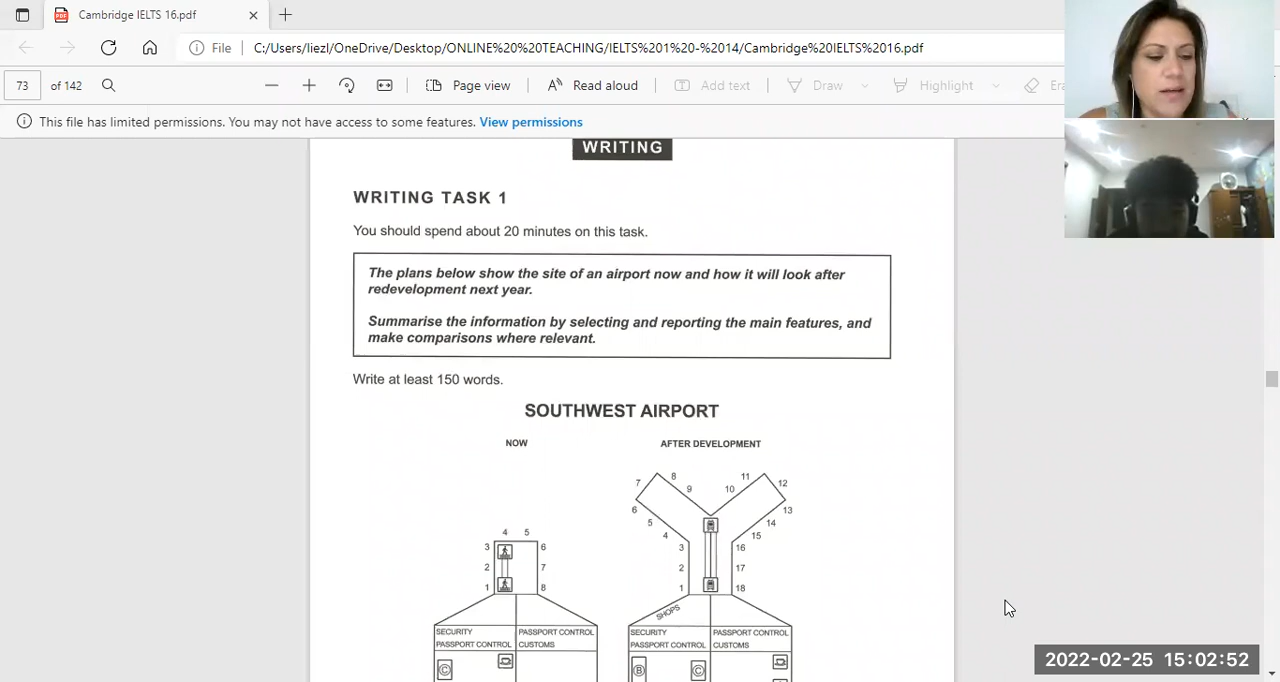 Cambridge IELTS 16.pdf
File C:/Users/liezl/OneDrive/Desktop/ONLINE%20%20TEACHING/IELTS%201%20-%2014/Cambridge%20IELTS%2016.pdf
73 of 142 Page view Read aloud Add text Draw Highlight
This file has limited permissions. You may not have access to some features. View permissions
WRITING
WRITING TASK 1
You should spend about 20 minutes on this task.
The plans below show the site of an airport now and how it will look after
redevelopment next year.
Summarise the information by selecting and reporting the main features, and
make comparisons where relevant.
Write at least 150 words.
SOUTHWEST AIRPORT
NOW
4 5
3 6
2 7
1 8
SECURITY PASSPORT CONTROL
PASSPORT CONTROL CUSTOMS
C
AFTER DEVELOPMENT
8 11
7 9 10 12
6 13
5 14
4 15
3 16
2 17
1 18
SHOPS
SECURITY PASSPORT CONTROL
PASSPORT CONTROL CUSTOMS
B C
2022-02-25 15:02:52